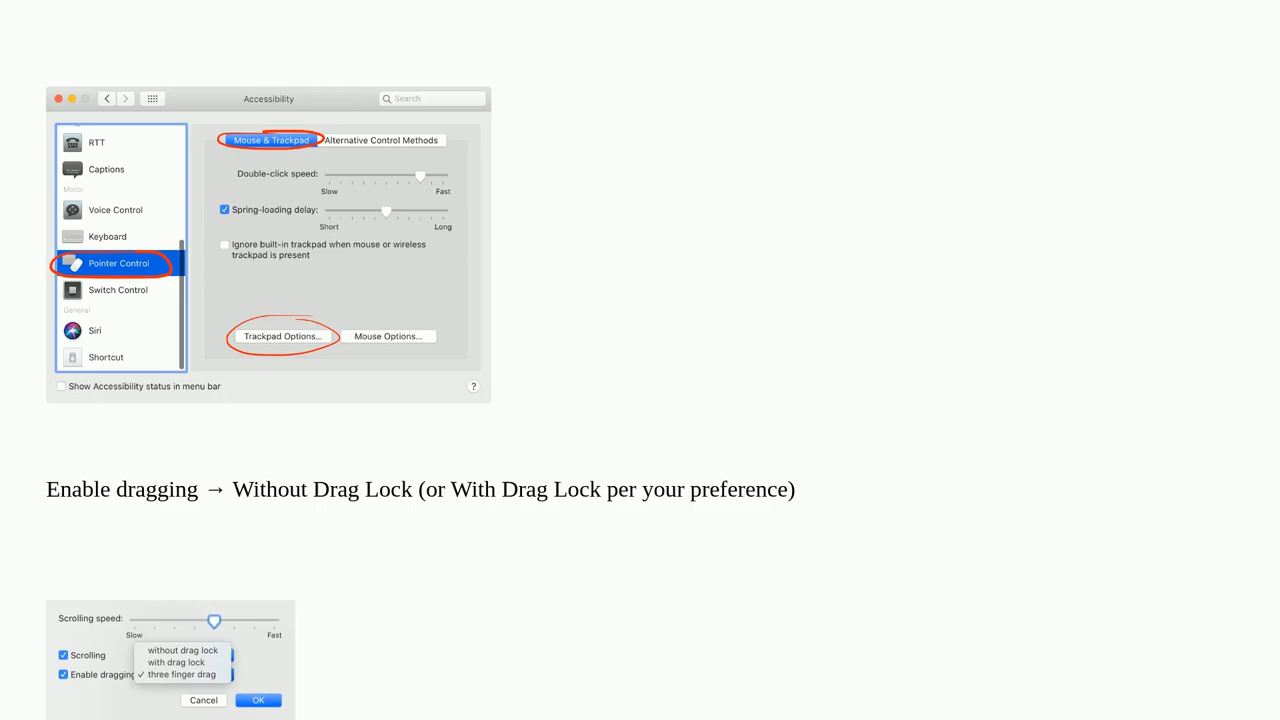 Accessibility
Search
RTT
Captions
Motor
Voice Control
Keyboard
Pointer Control
Switch Control
General
Siri
Shortcut
Mouse & Trackpad
Alternative Control Methods
Double-click speed:
Slow
Fast
Spring-loading delay:
Short
Long
Ignore built-in trackpad when mouse or wireless
trackpad is present
Trackpad Options...
Mouse Options...
Show Accessibility status in menu bar
?
Enable dragging → Without Drag Lock (or With Drag Lock per your preference)
Scrolling speed:
Slow
Fast
Scrolling
Enable dragging
without drag lock
with drag lock
✓ three finger drag
Cancel
OK